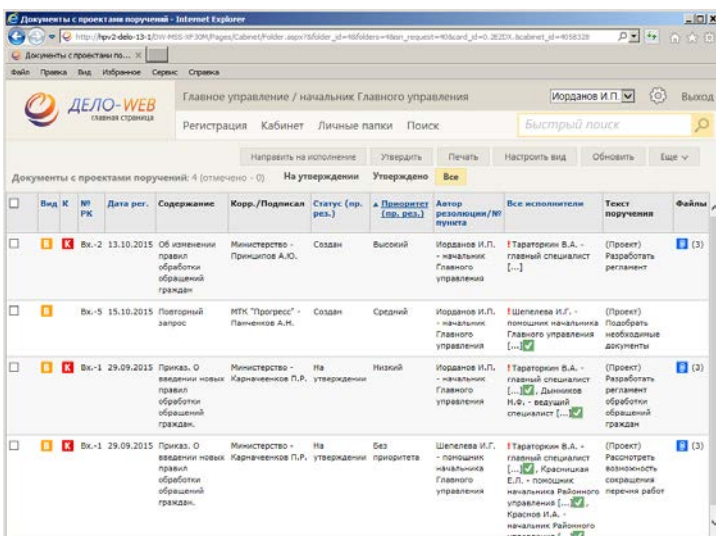 Документы с проектами поручений - Internet Explorer
Документы с проектами по...
Файл Правка Вид Избранное Сервис Справка
ДЕЛО-WEB
главная страница
Главное управление / начальник Главного управления
Иорданов И.П.
Выход
Регистрация Кабинет Личные папки Поиск
Быстрый поиск
Направить на исполнение Утвердить Печать Настроить вид Обновить Еще
Документы с проектами поручений: 4 (отмечено - 0) На утверждении Утверждено Все
Вид К № РК Дата рег. Содержание Корр./Подписал Статус (пр. рез.) Приоритет (пр. рез.) Автор резолюции/№ пункта Все исполнители Текст поручения Файлы
В К Вх.-2 13.10.2015 Об изменении правил обработки обращений граждан Министерство - Принципов А.Ю. Создан Высокий Иорданов И.П. - начальник Главного управления !Тараторкин В.А. - главный специалист [...] (Проект) Разработать регламент (3)
В Вх.-5 15.10.2015 Повторный запрос МТК "Прогресс" - Панченков А.Н. Создан Средний Иорданов И.П. - начальник Главного управления !Шепелева И.Г. - помощник начальника Главного управления [...] (Проект) Подобрать необходимые документы
В К Вх.-1 29.09.2015 Приказ. О введении новых правил обработки обращений граждан. Министерство - Карначеенков П.Р. На утверждении Низкий Иорданов И.П. - начальник Главного управления !Тараторкин В.А. - главный специалист [...], Дынников Н.Ф. - ведущий специалист [...] (Проект) Разработать регламент обработки обращений граждан (3)
В К Вх.-1 29.09.2015 Приказ. О введении новых правил обработки обращений граждан. Министерство - Карначеенков П.Р. На утверждении Без приоритета Шепелева И.Г. - помощник начальника Главного управления !Тараторкин В.А. - главный специалист [...], Красницкая Е.Л. - помощник начальника Районного управления [...], Краснов И.А. - начальник Районного (Проект) Рассмотреть возможность сокращения перечня работ (3)